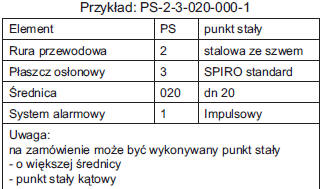 Przykład: PS-2-3-020-000-1
Element PS punkt stały
Rura przewodowa 2 stalowa ze szwem
Płaszcz osłonowy 3 SPIRO standard
Średnica 020 dn 20
System alarmowy 1 Impulsowy
Uwaga:
na zamówienie może być wykonywany punkt stały
- o większej średnicy
- punkt stały kątowy